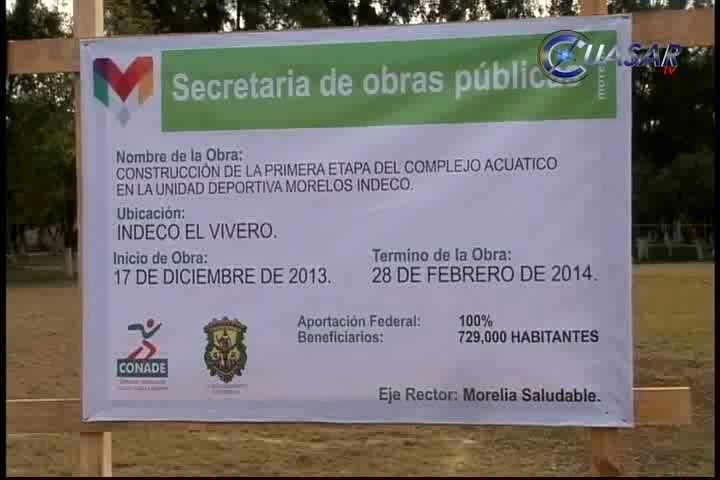 CUASAR
TV
Secretaria de obras públicas
Nombre de la Obra:
CONSTRUCCIÓN DE LA PRIMERA ETAPA DEL COMPLEJO ACUATICO
EN LA UNIDAD DEPORTIVA MORELOS INDECO.
Ubicación:
INDECO EL VIVERO.
Inicio de Obra:
17 DE DICIEMBRE DE 2013.
Termino de la Obra:
28 DE FEBRERO DE 2014.
Aportación Federal: 100%
Beneficiarios: 729,000 HABITANTES
CONADE
Eje Rector: Morelia Saludable.